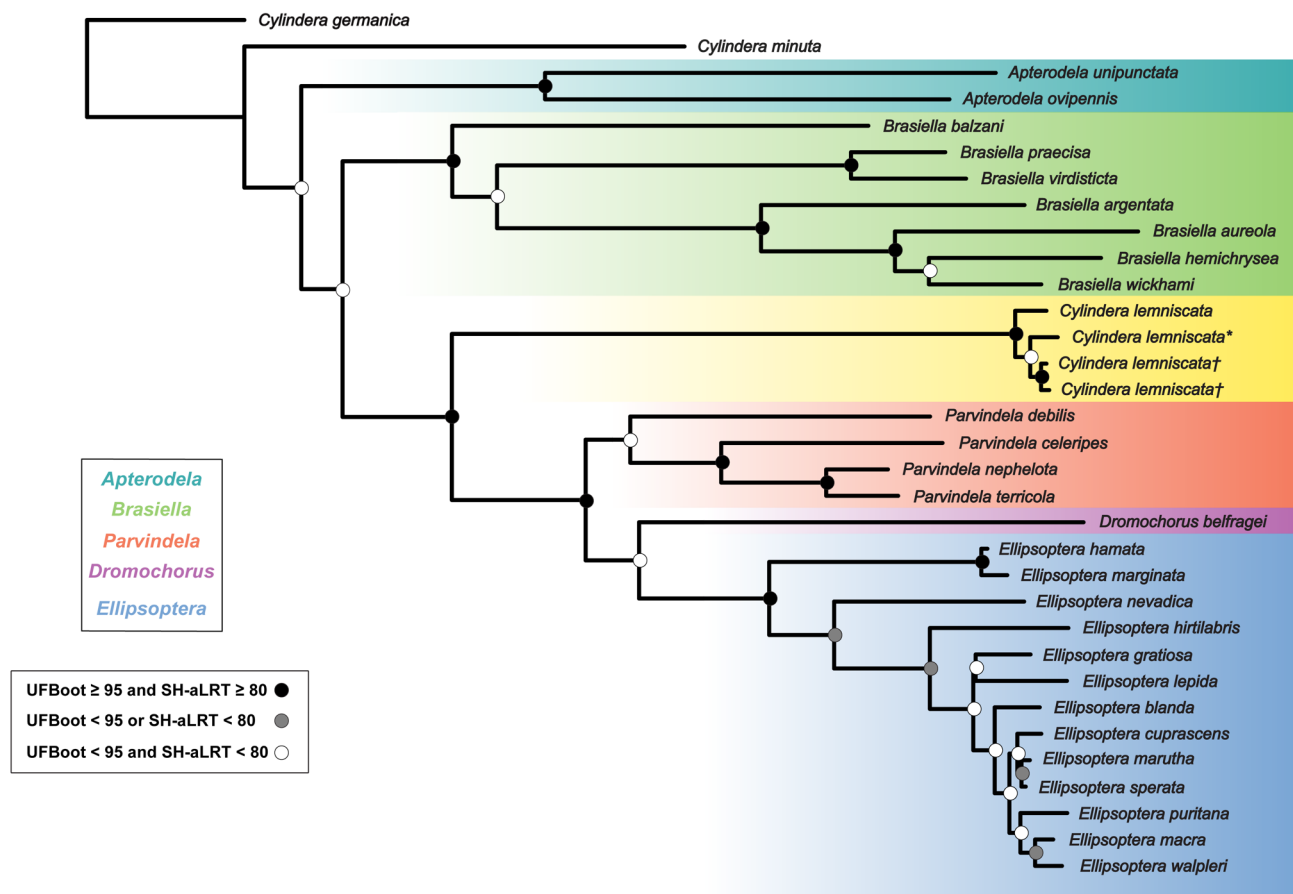 Cylindera germanica
Cylindera minuta
Apterodela unipunctata
Apterodela ovipennis
Brasiella balzani
Brasiella praecisa
Brasiella virdisticta
Brasiella argentata
Brasiella aureola
Brasiella hemichrysea
Brasiella wickhami
Cylindera lemniscata
Cylindera lemniscata*
Cylindera lemniscata†
Cylindera lemniscata†
Parvindela debilis
Parvindela celeripes
Parvindela nephelota
Parvindela terricola
Dromochorus belfragei
Ellipsoptera hamata
Ellipsoptera marginata
Ellipsoptera nevadica
Ellipsoptera hirtilabris
Ellipsoptera gratiosa
Ellipsoptera lepida
Ellipsoptera blanda
Ellipsoptera cuprascens
Ellipsoptera marutha
Ellipsoptera sperata
Ellipsoptera puritana
Ellipsoptera macra
Ellipsoptera walpleri
Apterodela
Brasiella
Parvindela
Dromochorus
Ellipsoptera
UFBoot ≥ 95 and SH-aLRT ≥ 80
UFBoot < 95 or SH-aLRT < 80
UFBoot < 95 and SH-aLRT < 80